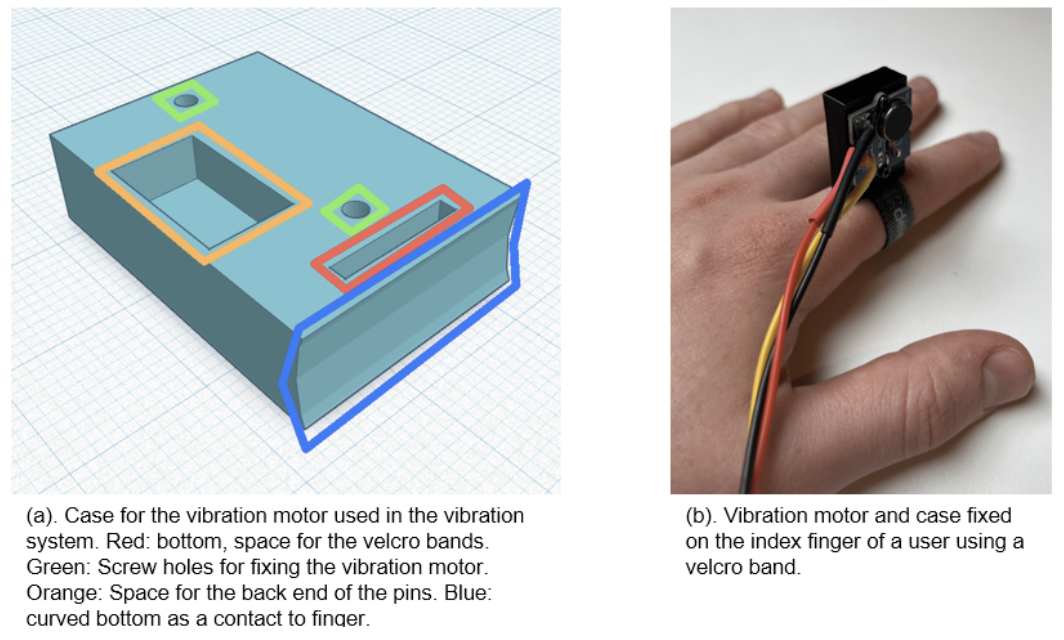 (a). Case for the vibration motor used in the vibration
system. Red: bottom, space for the velcro bands.
Green: Screw holes for fixing the vibration motor.
Orange: Space for the back end of the pins. Blue:
curved bottom as a contact to finger.
(b). Vibration motor and case fixed
on the index finger of a user using a
velcro band.